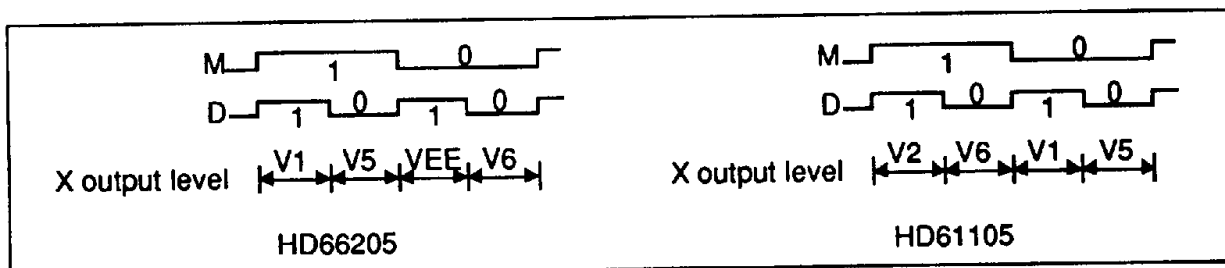 M 1 0
D 1 0 1 0
X output level V1 V5 VEE V6
HD66205
M 1 0
D 1 0 1 0
X output level V2 V6 V1 V5
HD61105